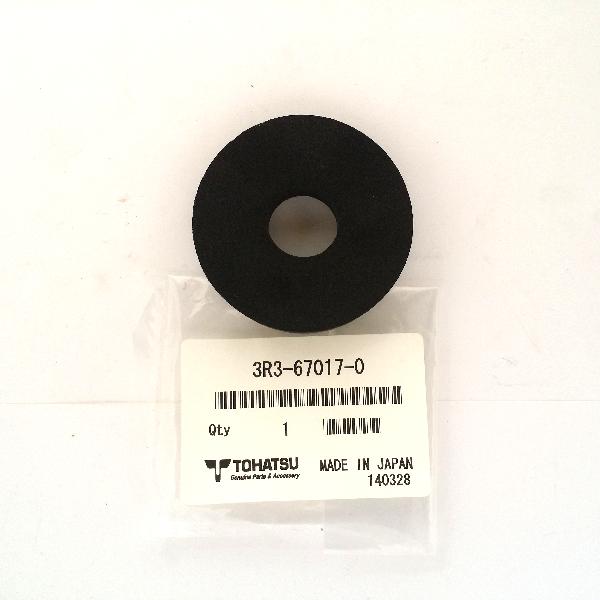 3R3-67017-0
Qty 1
TOHATSU MADE IN JAPAN
Genuine Parts & Accessory 140328